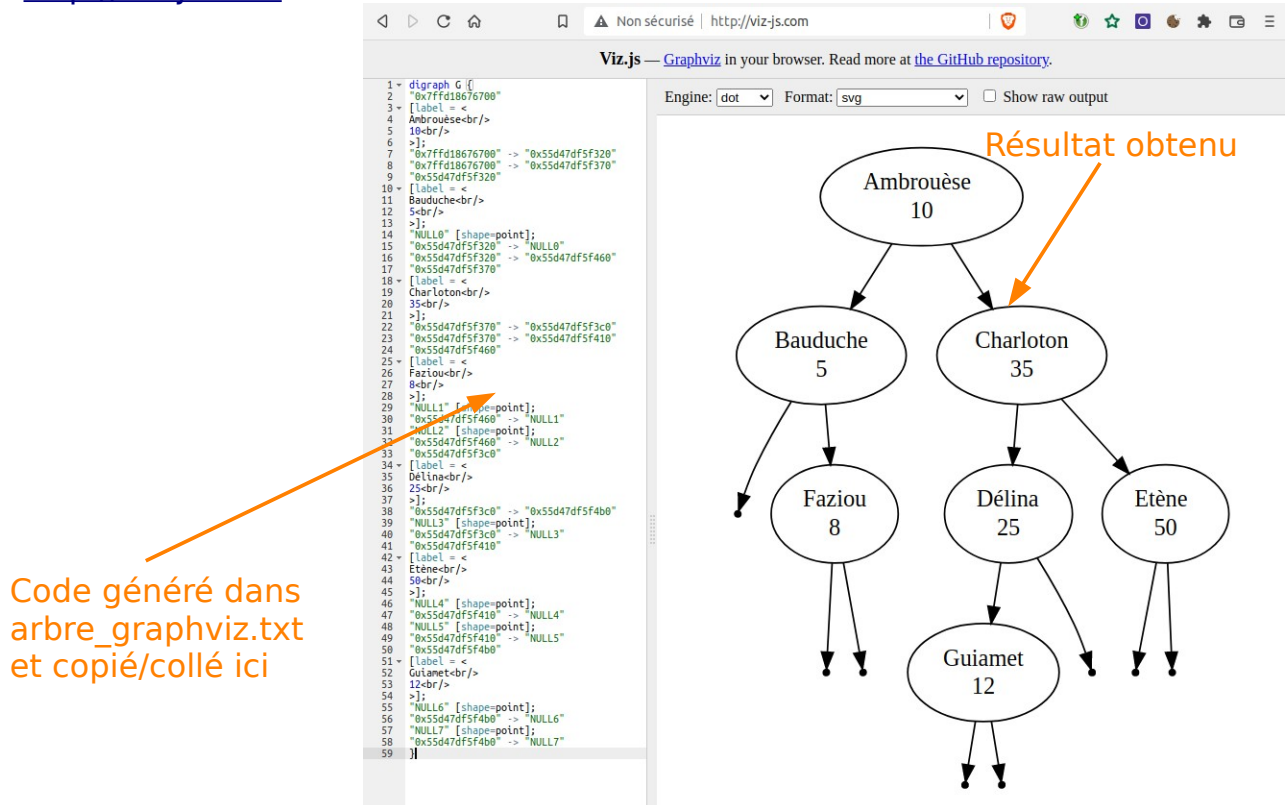 Non sécurisé | http://viz-js.com
Viz.js — Graphviz in your browser. Read more at the GitHub repository.
Engine: dot Format: svg Show raw output
1 digraph G {
2 "0x7ffd18676700"
3 [label = <
4 Ambrouèse<br/>
5 10<br/>
6 >];
7 "0x7ffd18676700" -> "0x55d47df5f320"
8 "0x7ffd18676700" -> "0x55d47df5f370"
9 "0x55d47df5f320"
10 [label = <
11 Bauduche<br/>
12 5<br/>
13 >];
14 "NULL0" [shape=point];
15 "0x55d47df5f320" -> "NULL0"
16 "0x55d47df5f320" -> "0x55d47df5f460"
17 "0x55d47df5f370"
18 [label = <
19 Charloton<br/>
20 35<br/>
21 >];
22 "0x55d47df5f370" -> "0x55d47df5f3c0"
23 "0x55d47df5f370" -> "0x55d47df5f410"
24 "0x55d47df5f460"
25 [label = <
26 Faziou<br/>
27 8<br/>
28 >];
29 "NULL1" [shape=point];
30 "0x55d47df5f460" -> "NULL1"
31 "NULL2" [shape=point];
32 "0x55d47df5f460" -> "NULL2"
33 "0x55d47df5f3c0"
34 [label = <
35 Délina<br/>
36 25<br/>
37 >];
38 "0x55d47df5f3c0" -> "0x55d47df5f4b0"
39 "NULL3" [shape=point];
40 "0x55d47df5f3c0" -> "NULL3"
41 "0x55d47df5f410"
42 [label = <
43 Etène<br/>
44 50<br/>
45 >];
46 "NULL4" [shape=point];
47 "0x55d47df5f410" -> "NULL4"
48 "NULL5" [shape=point];
49 "0x55d47df5f410" -> "NULL5"
50 "0x55d47df5f4b0"
51 [label = <
52 Guiamet<br/>
53 12<br/>
54 >];
55 "NULL6" [shape=point];
56 "0x55d47df5f4b0" -> "NULL6"
57 "NULL7" [shape=point];
58 "0x55d47df5f4b0" -> "NULL7"
59 }
Résultat obtenu
Ambrouèse
10
Bauduche
5
Charloton
35
Faziou
8
Délina
25
Etène
50
Guiamet
12
Code généré dans
arbre_graphviz.txt
et copié/collé ici